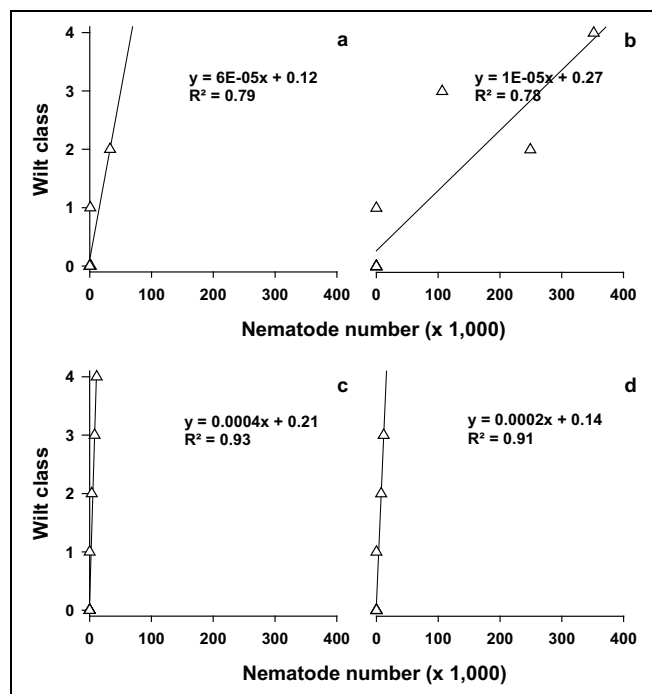 a
b
y = 6E-05x + 0.12
R² = 0.79
y = 1E-05x + 0.27
R² = 0.78
Wilt class
4
3
2
1
0
0 100 200 300 400
0 100 200 300 400
Nematode number (x 1,000)
c
d
y = 0.0004x + 0.21
R² = 0.93
y = 0.0002x + 0.14
R² = 0.91
Wilt class
4
3
2
1
0
0 100 200 300 400
0 100 200 300 400
Nematode number (x 1,000)